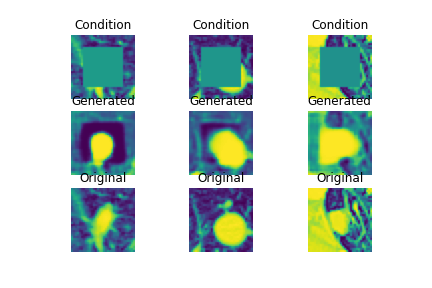 Condition Condition Condition
Generated Generated Generated
Original Original Original